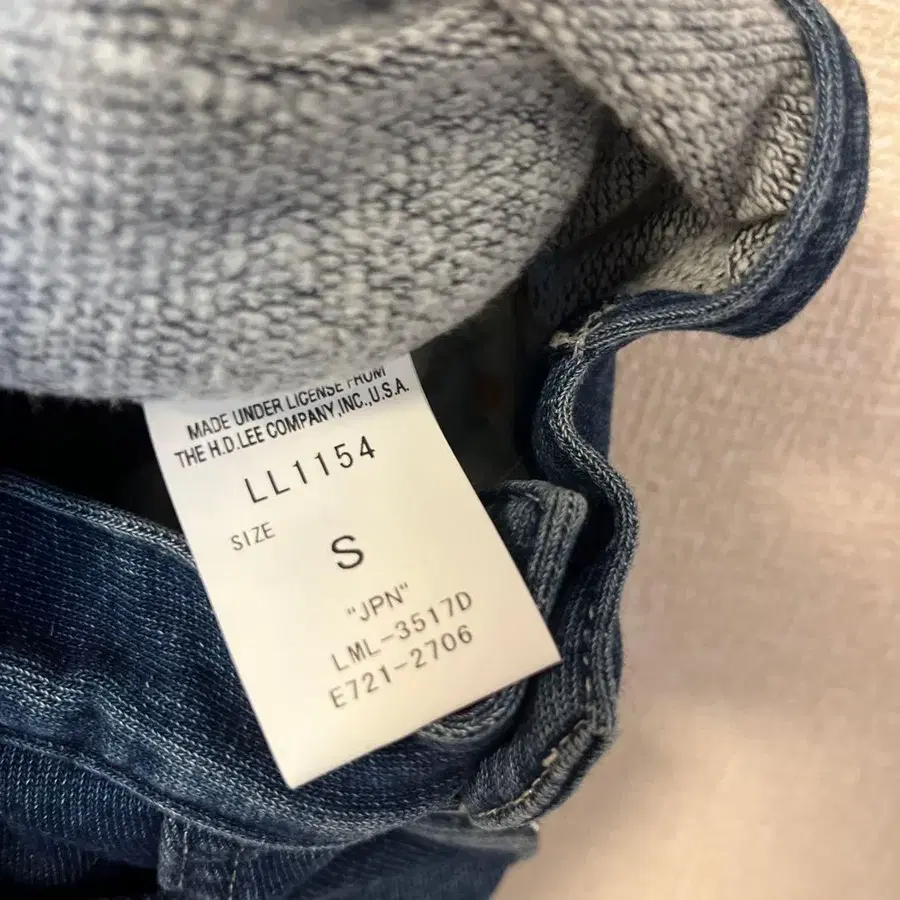 MADE UNDER LICENSE FROM
THE H.D.LEE COMPANY,INC.,U.S.A.
LL1154
SIZE
S
"JPN"
LML-3517D
E721-2706